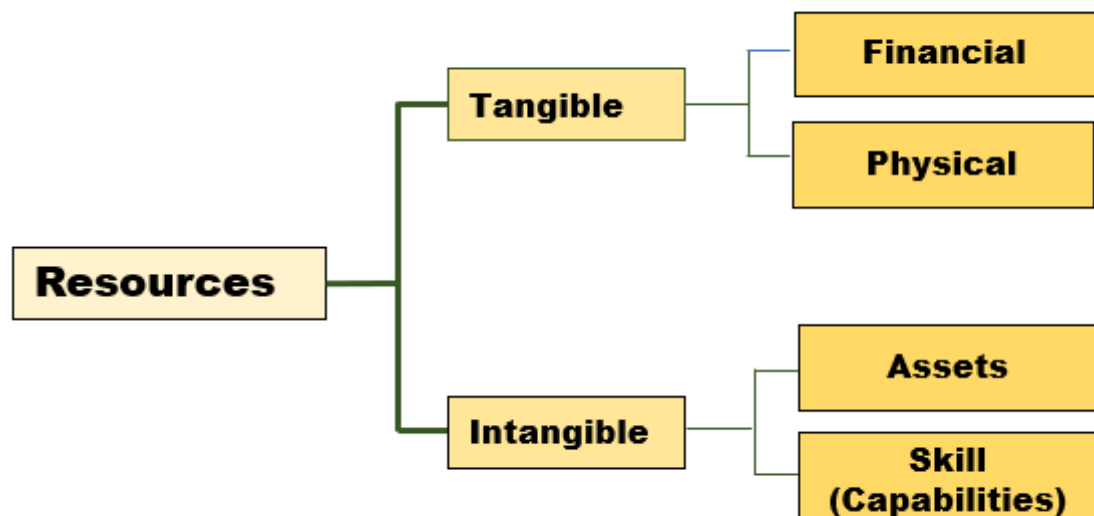 Financial
Tangible
Physical
Resources
Assets
Intangible
Skill
(Capabilities)